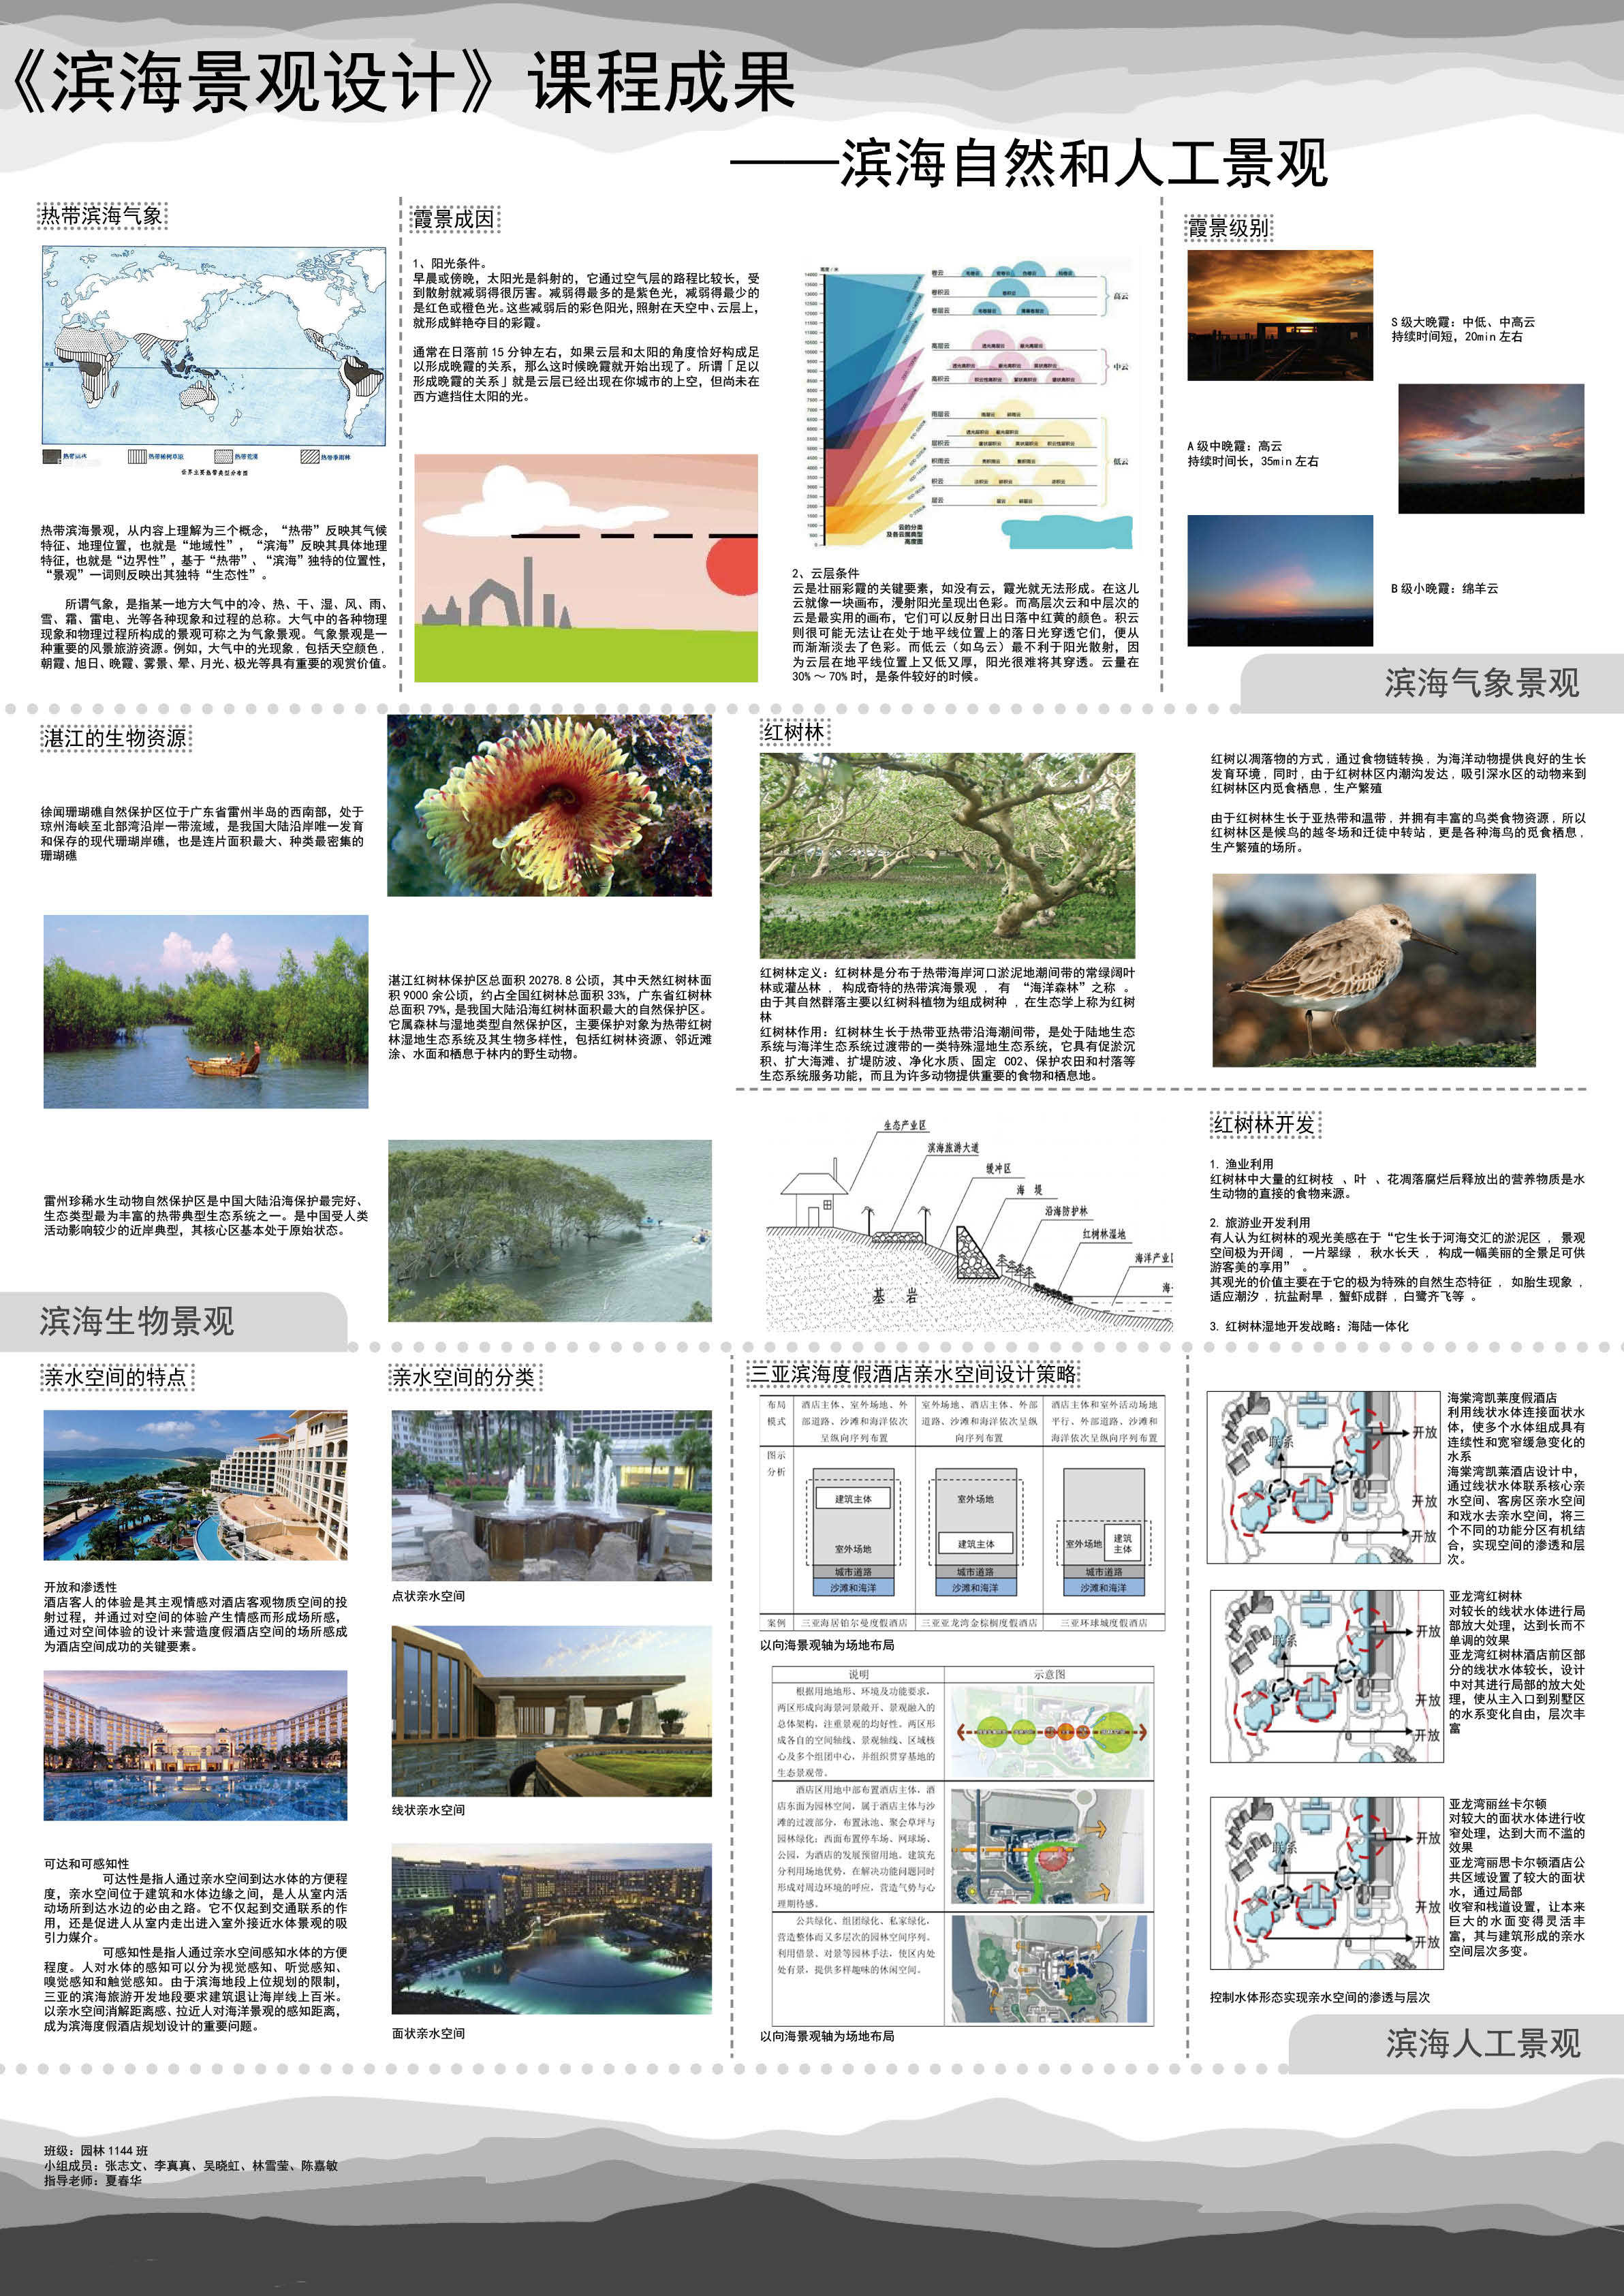 《滨海景观设计》课程成果
——滨海自然和人工景观
热带滨海气象
热带雨林
热带稀树草原
热带荒漠
热带季雨林
世界主要热带类型分布图
热带滨海景观，从内容上理解为三个概念，“热带”反映其气候
特征、地理位置，也就是“地域性”，“滨海”反映其具体地理
特征，也就是“边界性”，基于“热带”、“滨海”独特的位置性，
“景观”一词则反映出其独特“生态性”。
所谓气象，是指某一地方大气中的冷、热、干、湿、风、雨、
雪、霜、雷电、光等各种现象和过程的总称。大气中的各种物理
现象和物理过程所构成的景观可称之为气象景观。气象景观是一
种重要的风景旅游资源。例如，大气中的光现象，包括天空颜色，
朝霞、旭日、晚霞、雾景、晕、月光、极光等具有重要的观赏价值。
霞景成因
1、阳光条件。
早晨或傍晚，太阳光是斜射的，它通过空气层的路程比较长，受
到散射就减弱得很厉害。减弱得最多的是紫色光，减弱得最少的
是红色或橙色光。这些减弱后的彩色阳光，照射在天空中、云层上，
就形成鲜艳夺目的彩霞。
通常在日落前 15 分钟左右，如果云层和太阳的角度恰好构成足
以形成晚霞的关系，那么这时候晚霞就开始出现了。所谓「足以
形成晚霞的关系」就是云层已经出现在你城市的上空，但尚未在
西方遮挡住太阳的光。
卷云
卷积云
卷层云
高云
高层云
高积云
中云
雨层云
层积云
积雨云
积云
层云
低云
云的分类
及各云属典型
高度图
2、云层条件
云是壮丽彩霞的关键要素，如没有云，霞光就无法形成。在这儿
云就像一块画布，漫射阳光呈现出色彩。而高层次云和中层次的
云是最实用的画布，它们可以反射日出日落中红黄的颜色。积云
则很可能无法让在处于地平线位置上的落日光穿透它们，便从
而渐渐淡去了色彩。而低云（如乌云）最不利于阳光散射，因
为云层在地平线位置上又低又厚，阳光很难将其穿透。云量在
30% ～ 70% 时，是条件较好的时候。
霞景级别
S 级大晚霞：中低、中高云
持续时间短，20min 左右
A 级中晚霞：高云
持续时间长，35min 左右
B 级小晚霞：绵羊云
滨海气象景观
湛江的生物资源
徐闻珊瑚礁自然保护区位于广东省雷州半岛的西南部，处于
琼州海峡至北部湾沿岸一带流域，是我国大陆沿岸唯一发育
和保存的现代珊瑚岸礁，也是连片面积最大、种类最密集的
珊瑚礁
湛江红树林保护区总面积 20278.8 公顷，其中天然红树林面
积 9000 余公顷，约占全国红树林总面积 33%，广东省红树林
总面积 79%，是我国大陆沿海红树林面积最大的自然保护区。
它属森林与湿地类型自然保护区，主要保护对象为热带红树
林湿地生态系统及其生物多样性，包括红树林资源、邻近滩
涂、水面和栖息于林内的野生动物。
雷州珍稀水生动物自然保护区是中国大陆沿海保护最完好、
生态类型最为丰富的热带典型生态系统之一。是中国受人类
活动影响较少的近岸典型，其核心区基本处于原始状态。
滨海生物景观
红树林
红树林定义：红树林是分布于热带海岸河口淤泥地潮间带的常绿阔叶
林或灌丛林 ，构成奇特的热带滨海景观 ，有 “海洋森林”之称 。
由于其自然群落主要以红树科植物为组成树种 ，在生态学上称为红树
林
红树林作用：红树林生长于热带亚热带沿海潮间带，是处于陆地生态
系统与海洋生态系统过渡带的一类特殊湿地生态系统，它具有促淤沉
积、扩大海滩、扩堤防波、净化水质、固定 CO2、保护农田和村落等
生态系统服务功能，而且为许多动物提供重要的食物和栖息地。
红树以凋落物的方式，通过食物链转换，为海洋动物提供良好的生长
发育环境，同时，由于红树林区内潮沟发达，吸引深水区的动物来到
红树林区内觅食栖息，生产繁殖
由于红树林生长于亚热带和温带，并拥有丰富的鸟类食物资源，所以
红树林区是候鸟的越冬场和迁徙中转站，更是各种海鸟的觅食栖息，
生产繁殖的场所。
生态产业区
滨海旅游大道
缓冲区
海 堤
沿海防护林
红树林湿地
海洋产业
海
基 岩
红树林开发
1. 渔业利用
红树林中大量的红树枝 、叶 、花凋落腐烂后释放出的营养物质是水
生动物的直接的食物来源。
2. 旅游业开发利用
有人认为红树林的观光美感在于“它生长于河海交汇的淤泥区 ，景观
空间极为开阔 ，一片翠绿 ，秋水长天 ，构成一幅美丽的全景足可供
游客美的享用” 。
其观光的价值主要在于它的极为特殊的自然生态特征 ，如胎生现象 ，
适应潮汐 ，抗盐耐旱 ，蟹虾成群 ，白鹭齐飞等 。
3. 红树林湿地开发战略：海陆一体化
亲水空间的特点
开放和渗透性
酒店客人的体验是其主观情感对酒店客观物质空间的投
射过程，并通过对空间的体验产生情感而形成场所感，
通过对空间体验的设计来营造度假酒店空间的场所感成
为酒店空间成功的关键要素。
可达和可感知性
可达性是指人通过亲水空间到达水体的方便程
度，亲水空间位于建筑和水体边缘之间，是人从室内活
动场所到达水边的必由之路。它不仅起到交通联系的作
用，还是促进人从室内走出进入室外接近水体景观的吸
引力媒介。
可感知性是指人通过亲水空间感知水体的方便
程度。人对水体的感知可以分为视觉感知、听觉感知、
嗅觉感知和触觉感知。由于滨海地段上位规划的限制，
三亚的滨海旅游开发地段要求建筑退让海岸线上百米。
以亲水空间消解距离感、拉近人对海洋景观的感知距离，
成为滨海度假酒店规划设计的重要问题。
亲水空间的分类
点状亲水空间
线状亲水空间
面状亲水空间
三亚滨海度假酒店亲水空间设计策略
布局
模式
酒店主体、室外场地、外
部道路、沙滩和海洋依次
呈纵向序列布置
室外场地、酒店主体、外部
道路、沙滩和海洋依次呈纵
向序列布置
酒店主体和室外活动场地
平行、外部道路、沙滩和
海洋依次呈纵向序列布置
图示
分析
建筑主体
室外场地
城市道路
沙滩和海洋
室外场地
建筑主体
城市道路
沙滩和海洋
室外场地
建筑
主体
城市道路
沙滩和海洋
案例
三亚海居铂尔曼度假酒店
三亚亚龙湾金棕榈度假酒店
三亚环球城度假酒店
以向海景观轴为场地布局
说明
示意图
根据用地地形、环境及功能要求，
两区形成向海景河景敞开、景观融入的
总体架构，注重景观的均好性。两区形
成各自的空间轴线、景观轴线、区域核
心及多个组团中心，并组织贯穿基地的
生态景观带。
酒店区用地中部布置酒店主体，酒
店东面为园林空间，属于酒店主体与沙
滩的过渡部分，布置泳池、聚会草坪与
园林绿化；西面布置停车场、网球场、
公园，为酒店的发展预留用地。建筑充
分利用场地优势，在解决功能问题同时
形成对周边环境的呼应，营造气势与心
理期待感。
公共绿化、组团绿化、私家绿化，
营造整体而又多层次的园林空间序列。
利用借景、对景等园林手法，使区内处
处有景，提供多样趣味的休闲空间。
以向海景观轴为场地布局
联系
开放
开放
开放
海棠湾凯莱度假酒店
利用线状水体连接面状水
体，使多个水体组成具有
连续性和宽窄缓急变化的
水系
海棠湾凯莱酒店设计中，
通过线状水体联系核心亲
水空间、客房区亲水空间
和戏水去亲水空间，将三
个不同的功能分区有机结
合，实现空间的渗透和层
次。
联系
开放
开放
开放
亚龙湾红树林
对较长的线状水体进行局
部放大处理，达到长而不
单调的效果
亚龙湾红树林酒店前区部
分的线状水体较长，设计
中对其进行局部的放大处
理，使从主入口到别墅区
的水系变化自由，层次丰
富
联系
开放
开放
开放
亚龙湾丽丝卡尔顿
对较大的面状水体进行收
窄处理，达到大而不滥的
效果
亚龙湾丽思卡尔顿酒店公
共区域设置了较大的面状
水，通过局部
收窄和栈道设置，让本来
巨大的水面变得灵活丰
富，其与建筑形成的亲水
空间层次多变。
控制水体形态实现亲水空间的渗透与层次
滨海人工景观
班级：园林 1144 班
小组成员：张志文、李真真、吴晓虹、林雪莹、陈嘉敏
指导老师：夏春华